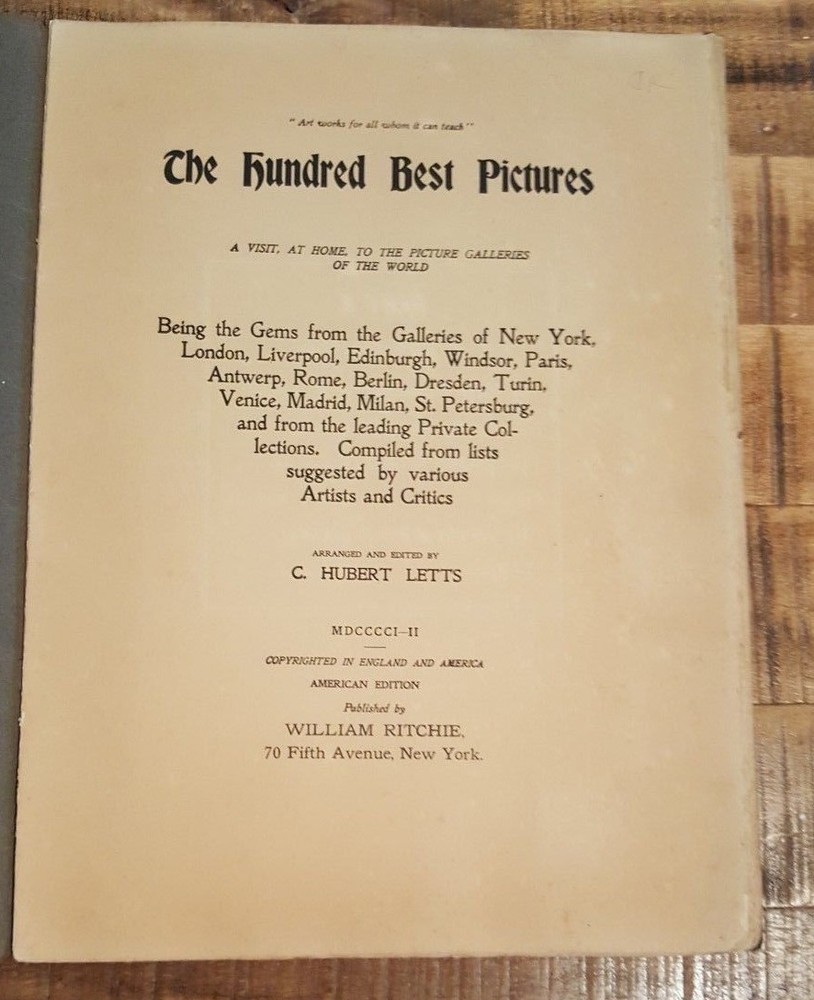 "Art works for all whom it can teach"
The Hundred Best Pictures
A VISIT, AT HOME, TO THE PICTURE GALLERIES
OF THE WORLD
Being the Gems from the Galleries of New York,
London, Liverpool, Edinburgh, Windsor, Paris,
Antwerp, Rome, Berlin, Dresden, Turin,
Venice, Madrid, Milan, St. Petersburg,
and from the leading Private Col-
lections. Compiled from lists
suggested by various
Artists and Critics
ARRANGED AND EDITED BY
C. HUBERT LETTS
MDCCCCI–II
COPYRIGHTED IN ENGLAND AND AMERICA
AMERICAN EDITION
Published by
WILLIAM RITCHIE,
70 Fifth Avenue, New York.